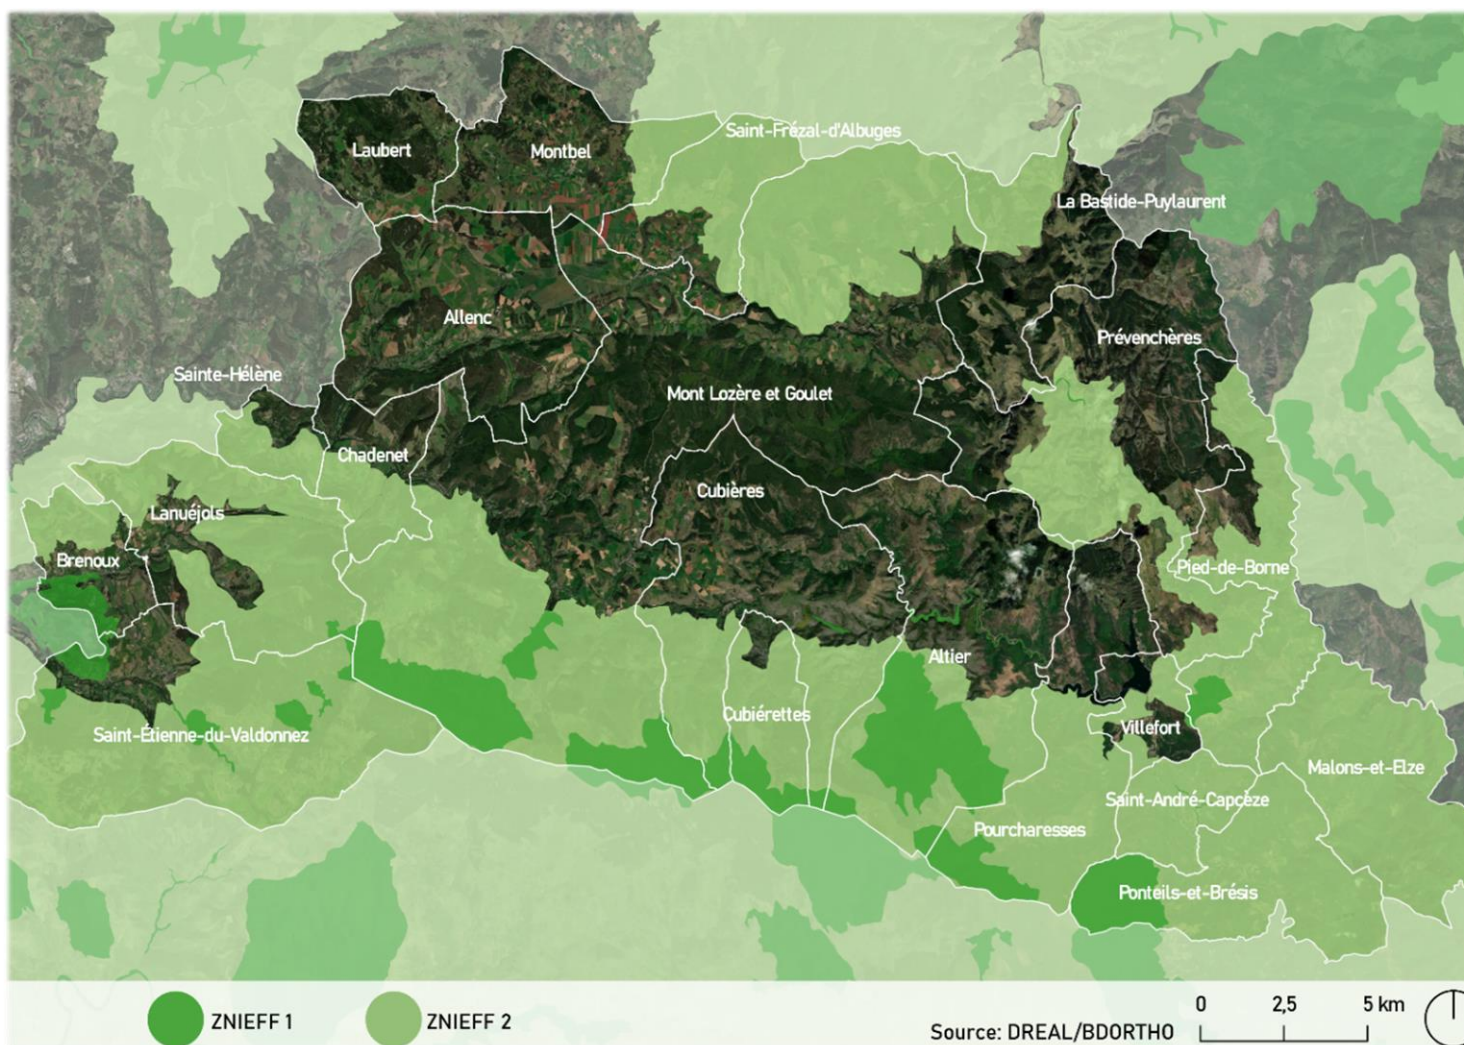 Saint-Frézal-d'Albuges
Laubert
Montbel
La Bastide-Puylaurent
Allenc
Prévenchères
Sainte-Hélène
Mont Lozère et Goulet
Chadenet
Cubières
Lanuéjols
Brenoux
Pied-de-Borne
Altier
Cubiérettes
Saint-Étienne-du-Valdonnez
Villefort
Malons-et-Elze
Saint-André-Capcèze
Pourcharesses
Ponteils-et-Brésis
ZNIEFF 1
ZNIEFF 2
Source: DREAL/BDORTHO
0 2,5 5 km